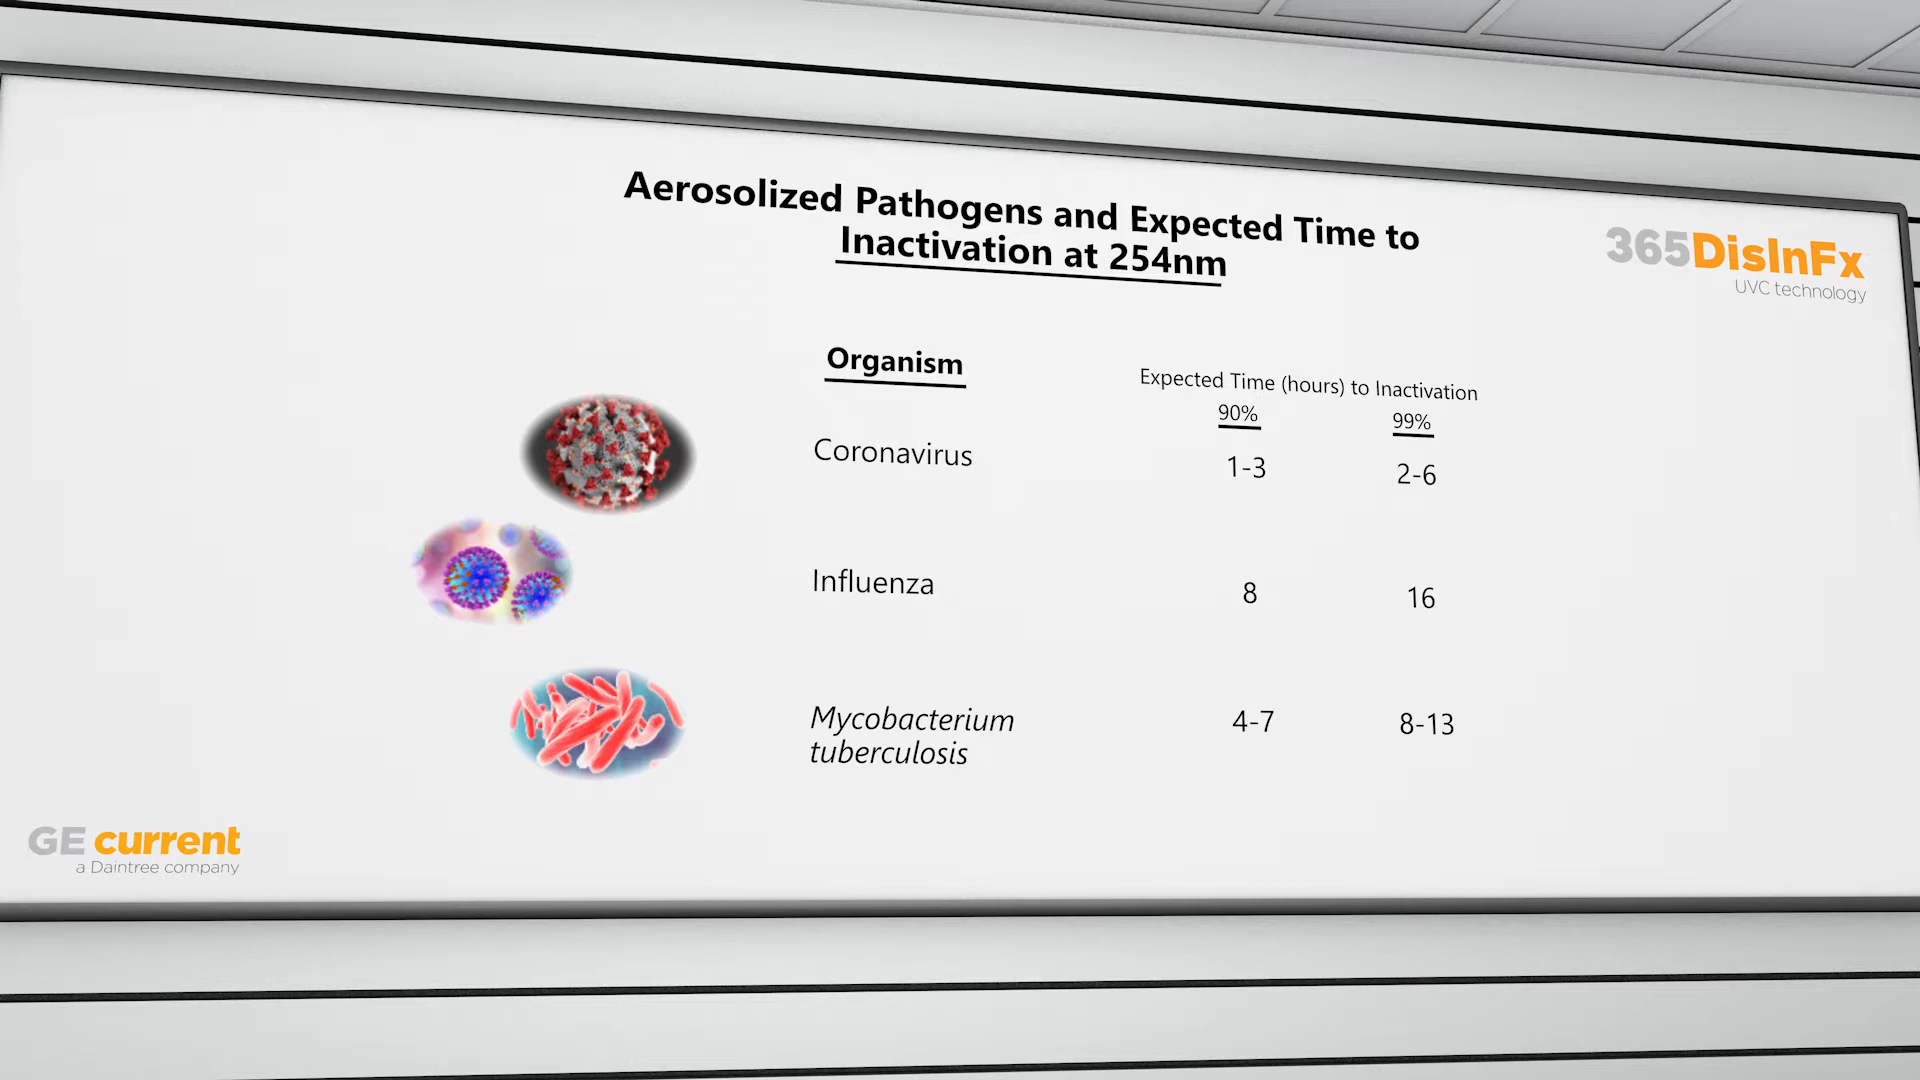 Aerosolized Pathogens and Expected Time to
Inactivation at 254nm
365DisInFx
UVC technology
Organism
Expected Time (hours) to Inactivation
90% 99%
Coronavirus 1-3 2-6
Influenza 8 16
Mycobacterium 4-7 8-13
tuberculosis
GE current
a Daintree company